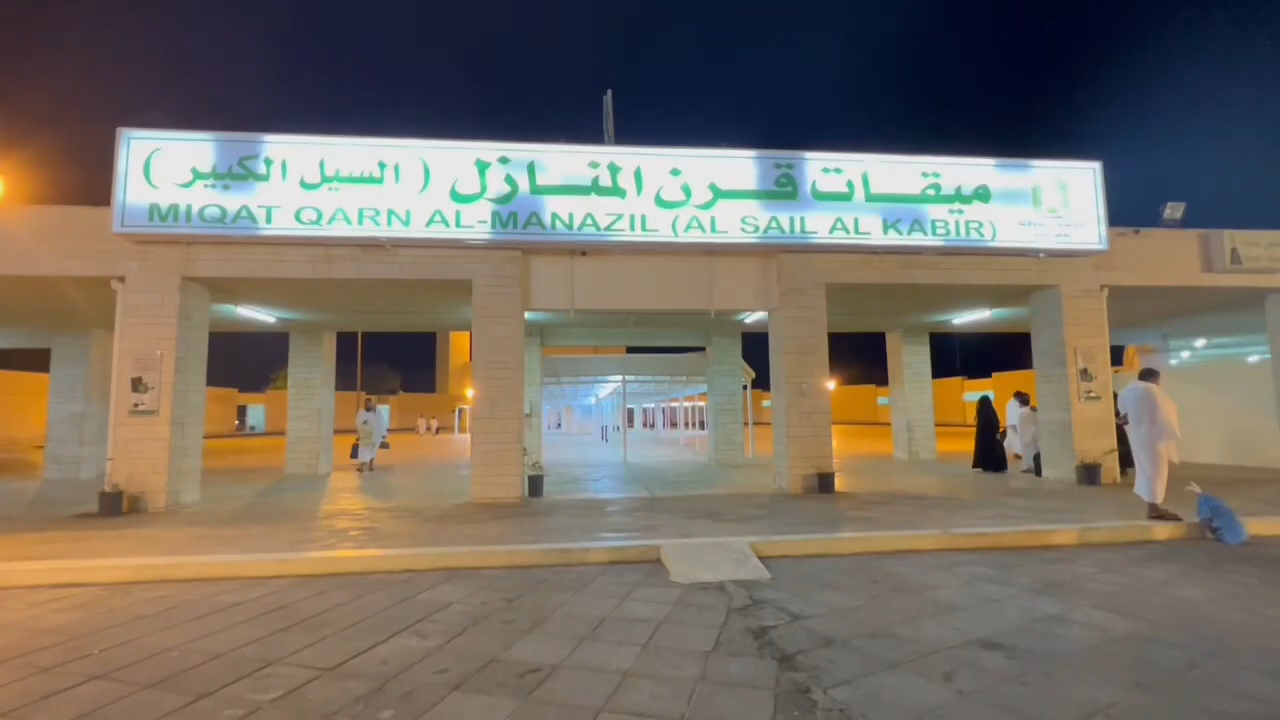 ميقات قرن المنازل ( السيل الكبير )
MIQAT QARN AL-MANAZIL (AL SAIL AL KABIR)